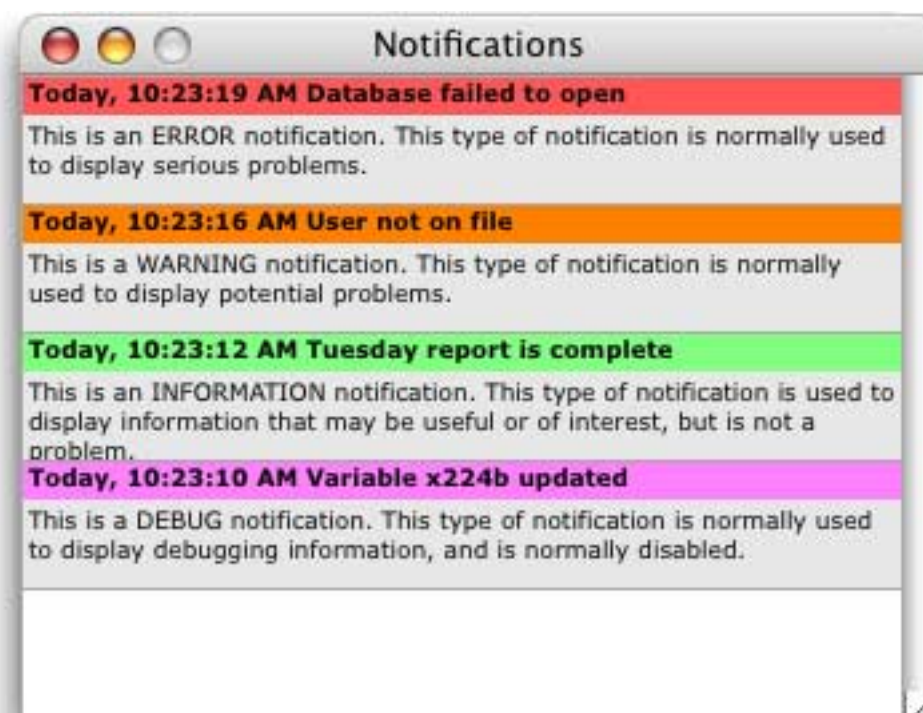 Notifications
Today, 10:23:19 AM Database failed to open
This is an ERROR notification. This type of notification is normally used
to display serious problems.
Today, 10:23:16 AM User not on file
This is a WARNING notification. This type of notification is normally
used to display potential problems.
Today, 10:23:12 AM Tuesday report is complete
This is an INFORMATION notification. This type of notification is used to
display information that may be useful or of interest, but is not a
problem.
Today, 10:23:10 AM Variable x224b updated
This is a DEBUG notification. This type of notification is normally used
to display debugging information, and is normally disabled.